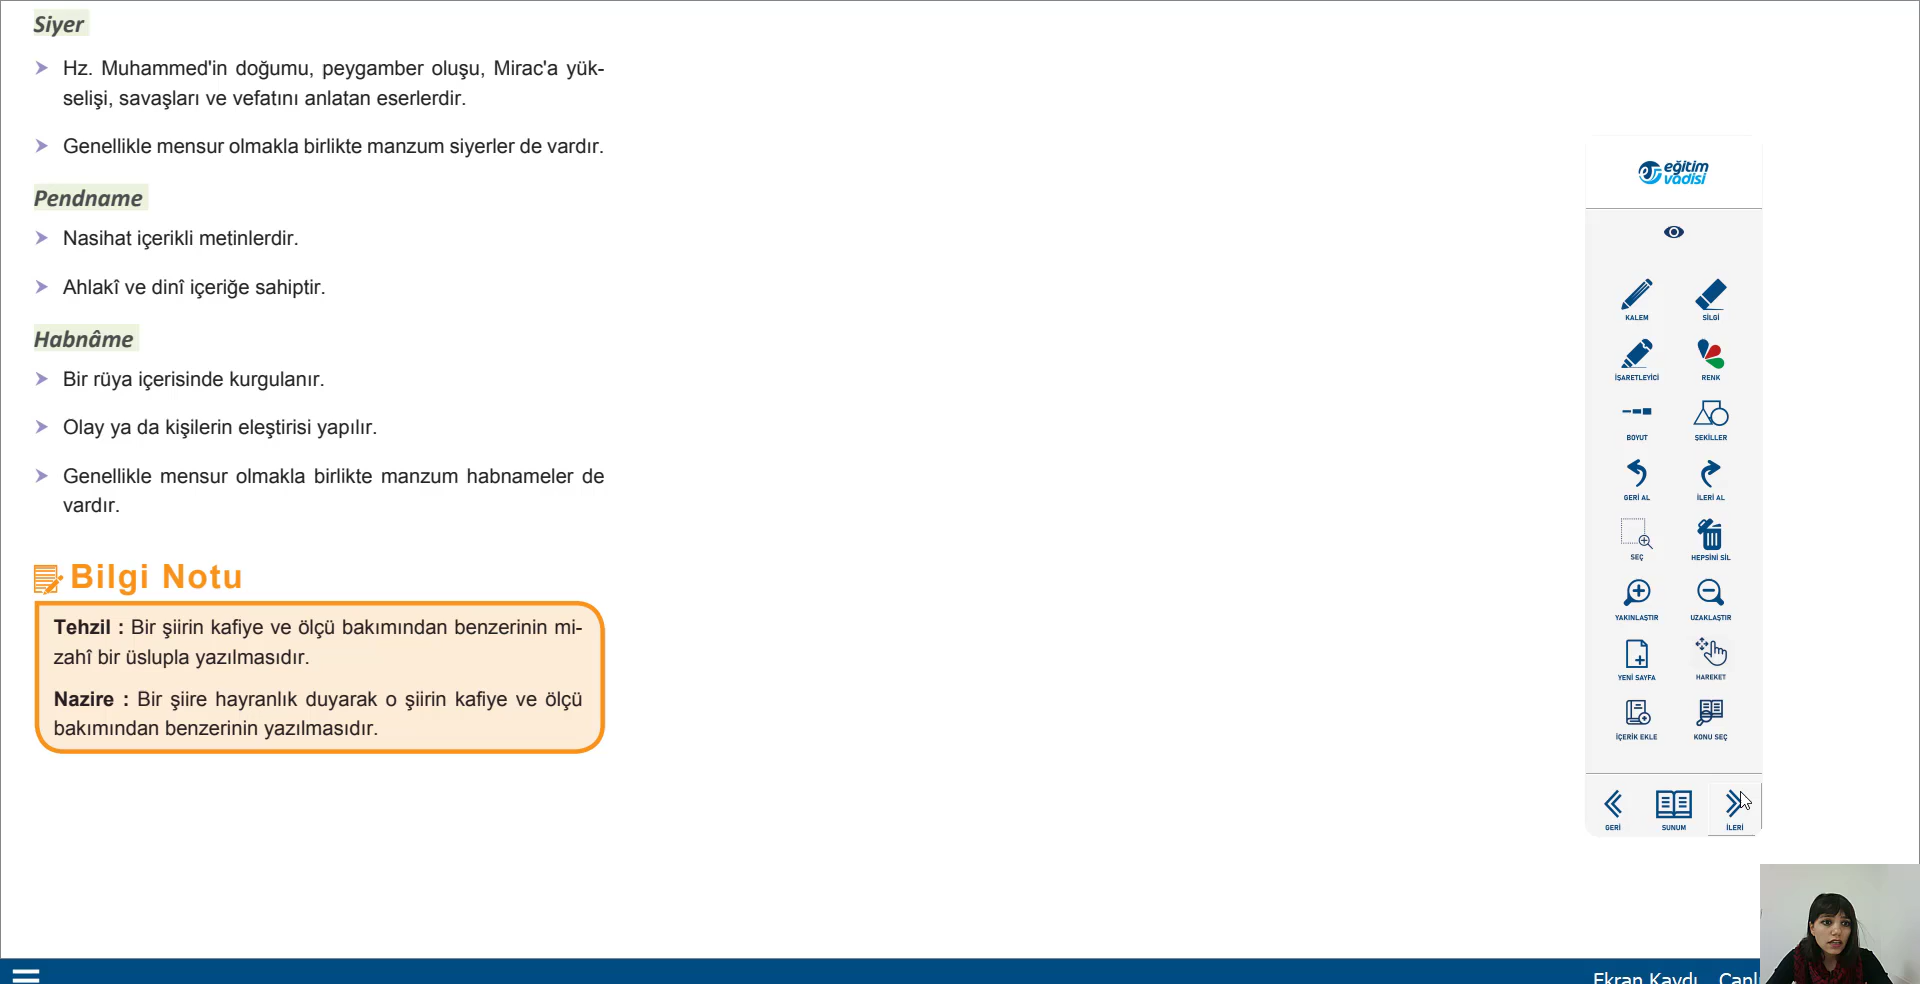 Siyer
➤ Hz. Muhammed'in doğumu, peygamber oluşu, Mirac'a yük-
selişi, savaşları ve vefatını anlatan eserlerdir.
➤ Genellikle mensur olmakla birlikte manzum siyerler de vardır.
Pendname
➤ Nasihat içerikli metinlerdir.
➤ Ahlakî ve dinî içeriğe sahiptir.
Habnâme
➤ Bir rüya içerisinde kurgulanır.
➤ Olay ya da kişilerin eleştirisi yapılır.
➤ Genellikle mensur olmakla birlikte manzum habnameler de
vardır.
Bilgi Notu
Tehzil : Bir şiirin kafiye ve ölçü bakımından benzerinin mi-
zahî bir üslupla yazılmasıdır.
Nazire : Bir şiire hayranlık duyarak o şiirin kafiye ve ölçü
bakımından benzerinin yazılmasıdır.
eğitim
vadisi
KALEM SİLGİ
İŞARETLEYİCİ RENK
BOYUT ŞEKİLLER
GERİ AL İLERİ AL
SEÇ HEPSİNİ SİL
YAKINLAŞTIR UZAKLAŞTIR
YENİ SAYFA HAREKET
İÇERİK EKLE KONU SEÇ
GERİ SUNUM İLERİ
Ekran Kaydı